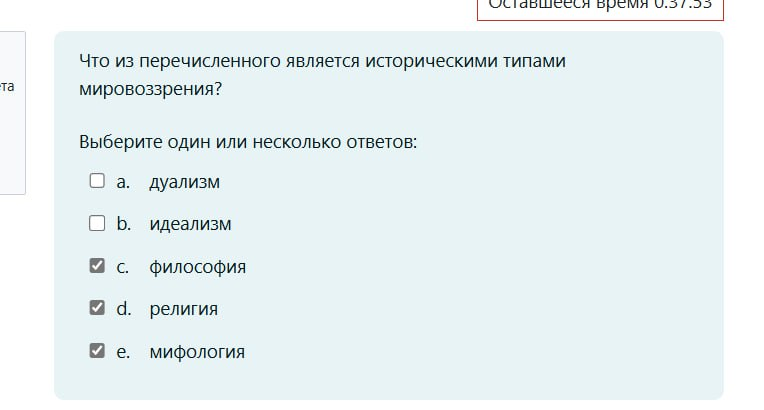 Оставшееся время 0:37:53
та
Что из перечисленного является историческими типами
мировоззрения?
Выберите один или несколько ответов:
a. дуализм
b. идеализм
c. философия
d. религия
e. мифология